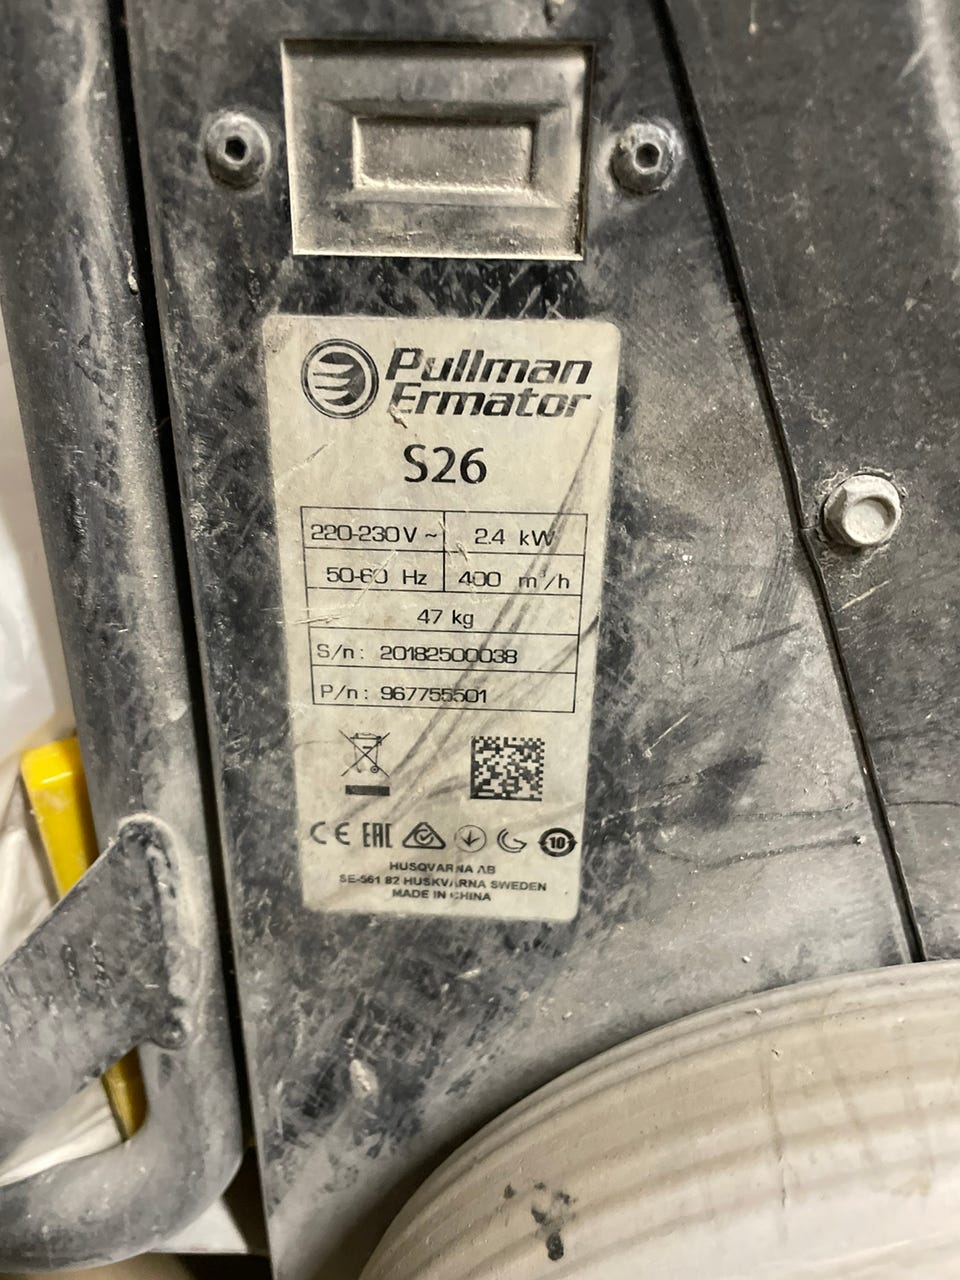 Pullman
Ermator
S26
220-230V ~ 2.4 kW
50-60 Hz 400 m³/h
47 kg
S/n: 20182500038
P/n: 967755501
CE EAC 10
HUSQVARNA AB
SE-561 82 HUSKVARNA SWEDEN
MADE IN CHINA